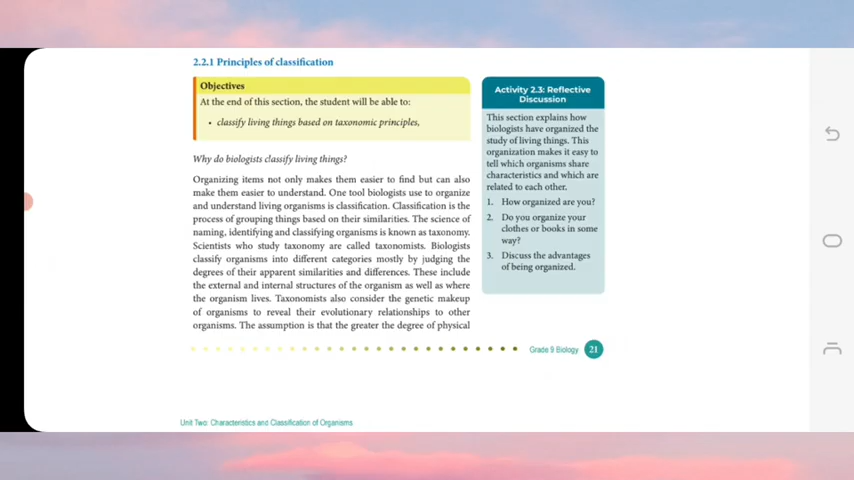 2.2.1 Principles of classification
Objectives
At the end of this section, the student will be able to:
• classify living things based on taxonomic principles,
Why do biologists classify living things?
Organizing items not only makes them easier to find but can also
make them easier to understand. One tool biologists use to organize
and understand living organisms is classification. Classification is the
process of grouping things based on their similarities. The science of
naming, identifying and classifying organisms is known as taxonomy.
Scientists who study taxonomy are called taxonomists. Biologists
classify organisms into different categories mostly by judging the
degrees of their apparent similarities and differences. These include
the external and internal structures of the organism as well as where
the organism lives. Taxonomists also consider the genetic makeup
of organisms to reveal their evolutionary relationships to other
organisms. The assumption is that the greater the degree of physical
Activity 2.3: Reflective
Discussion
This section explains how
biologists have organized the
study of living things. This
organization makes it easy to
tell which organisms share
characteristics and which are
related to each other.
1. How organized are you?
2. Do you organize your
clothes or books in some
way?
3. Discuss the advantages
of being organized.
Grade 9 Biology 21
Unit Two: Characteristics and Classification of Organisms